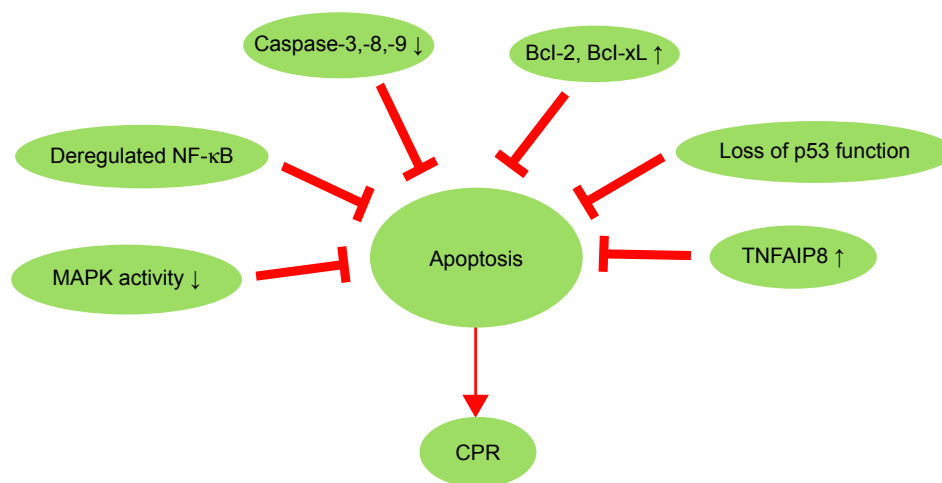 Caspase-3,-8,-9 ↓
Bcl-2, Bcl-xL ↑
Deregulated NF-κB
Loss of p53 function
Apoptosis
MAPK activity ↓
TNFAIP8 ↑
CPR